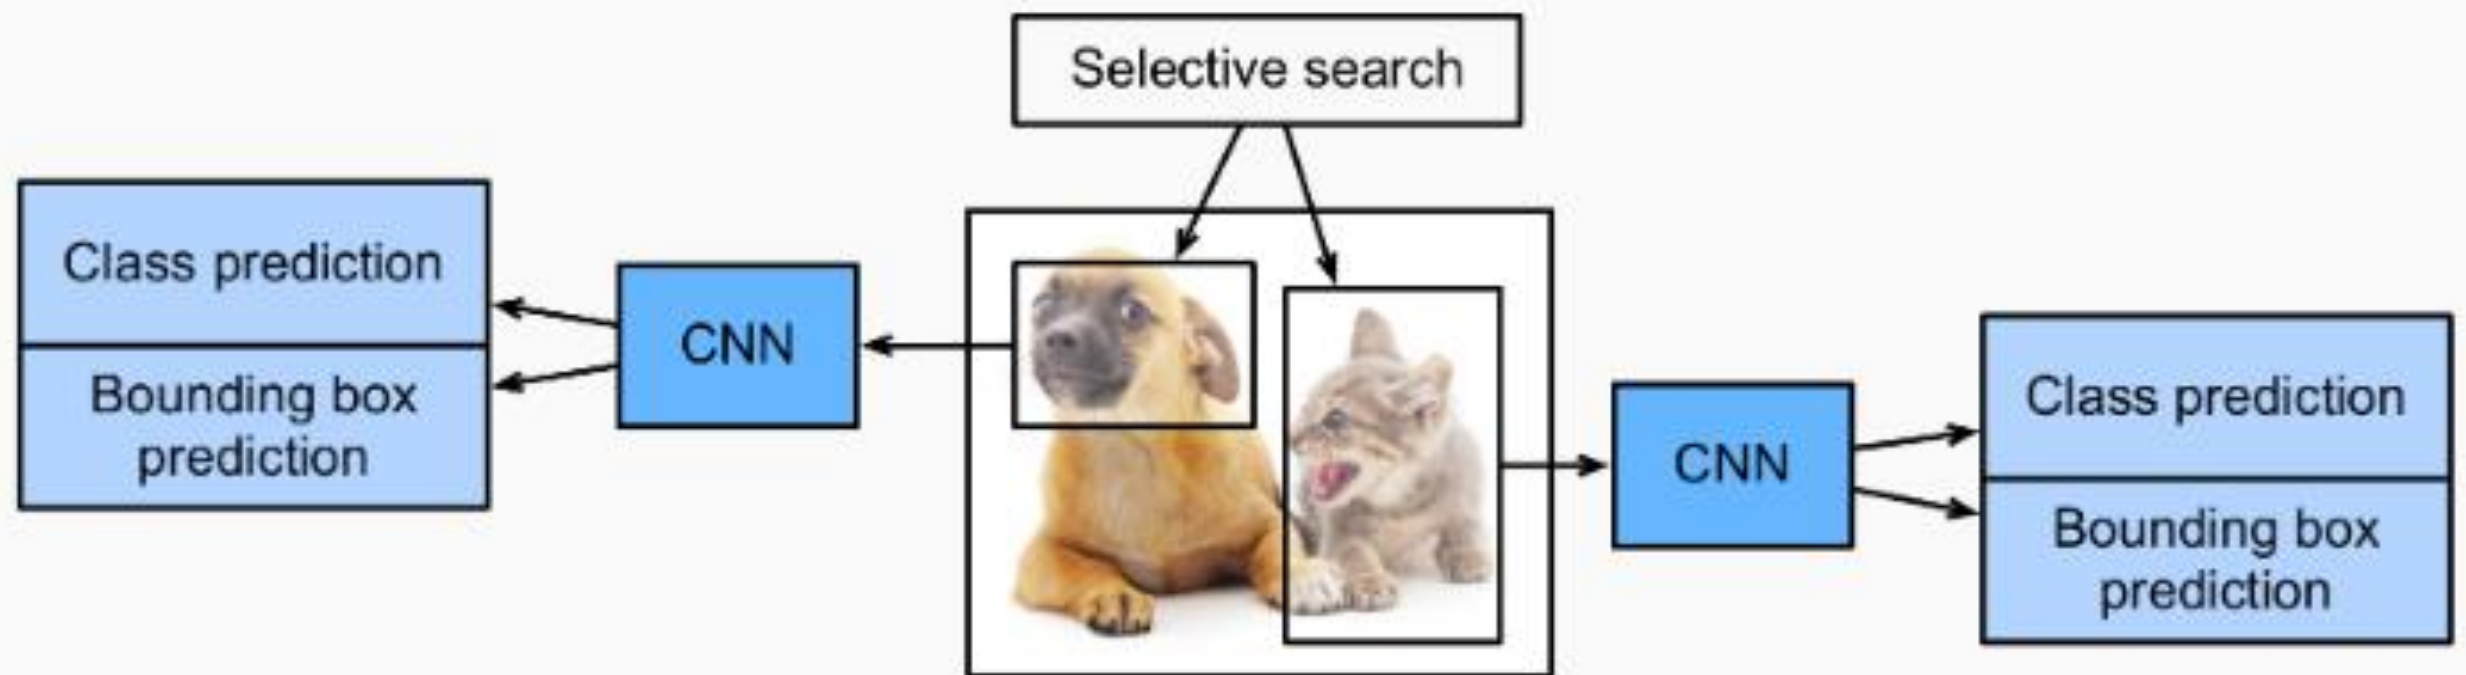 Selective search
Class prediction
Bounding box
prediction
CNN
CNN
Class prediction
Bounding box
prediction